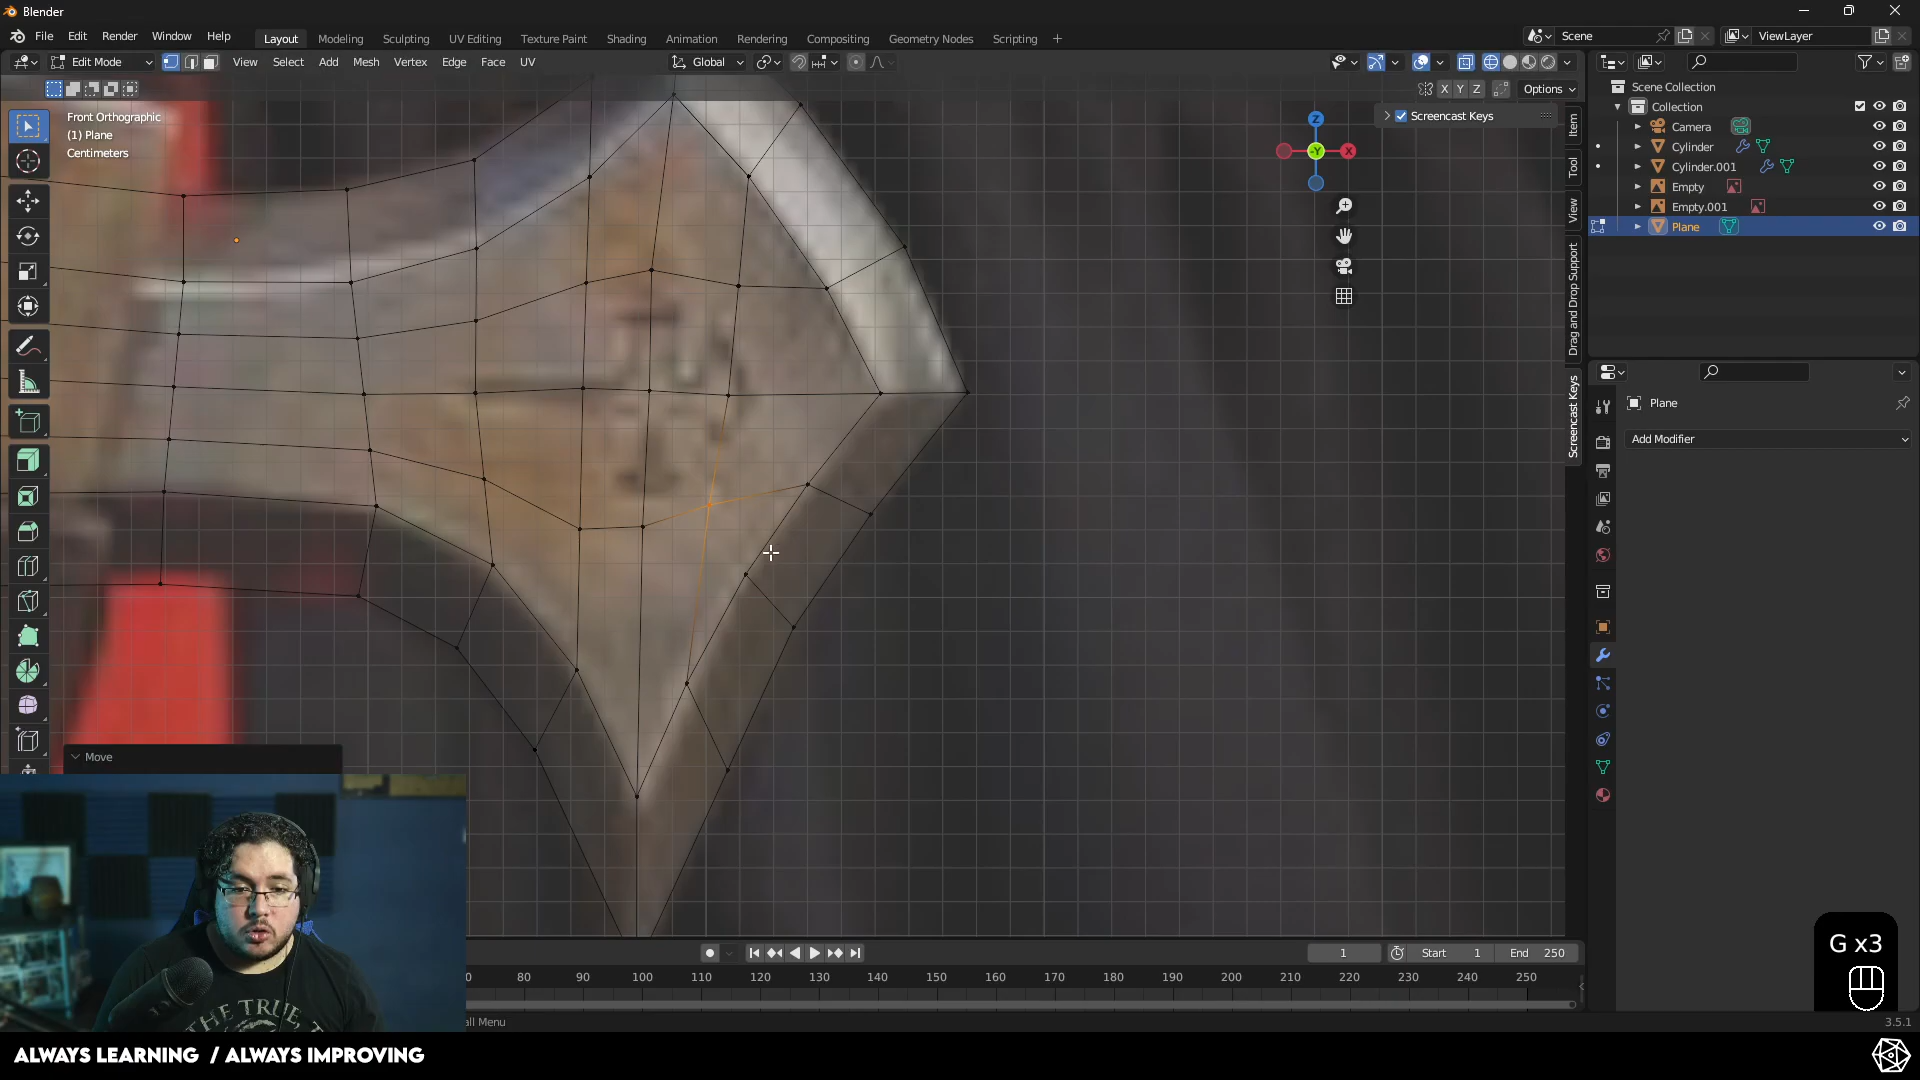 Blender
File Edit Render Window Help Layout Modeling Sculpting UV Editing Texture Paint Shading Animation Rendering Compositing Geometry Nodes Scripting + Scene ViewLayer
Edit Mode View Select Add Mesh Vertex Edge Face UV Global
X Y Z Options
Front Orthographic
(1) Plane
Centimeters
Z
-Y
X
Screencast Keys
Item
Tool
View
Drag and Drop Support
Screencast Keys
Scene Collection
Collection
Camera
Cylinder
Cylinder.001
Empty
Empty.001
Plane
Plane
Add Modifier
Move
1 Start 1 End 250
0 80 90 100 110 120 130 140 150 160 170 180 190 200 210 220 230 240 250
all Menu
3.5.1
G x3
THE TRUE, T
ALWAYS LEARNING / ALWAYS IMPROVING